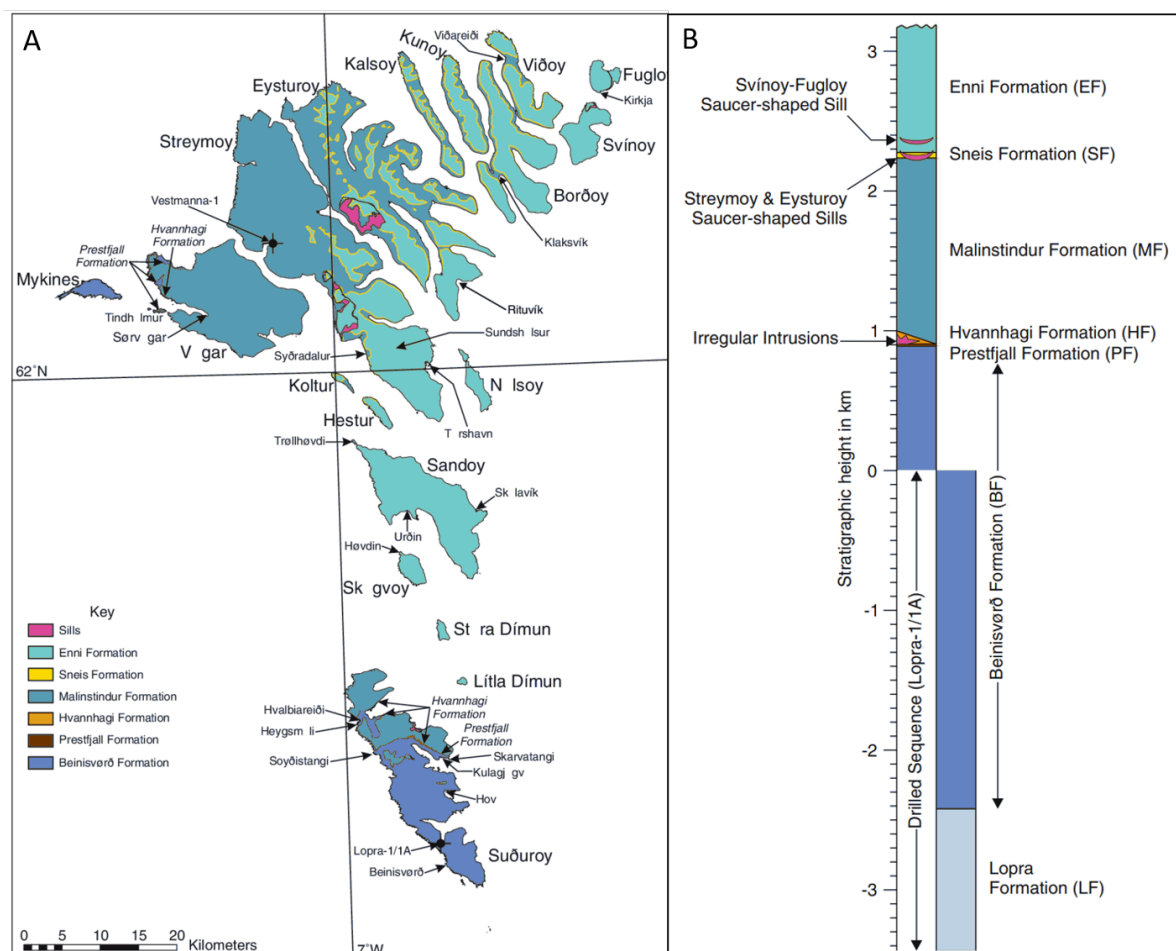 A
Viðareiði
Kunoy
Viðoy
Kalsoy
Fugloy
Eysturoy
Kirkja
Streymoy
Svínoy
Borðoy
Vestmanna-1
Hvannhagi
Formation
Prestfjall
Formation
Klaksvík
Mykines
Rituvík
Tindh lmur
Sundsh lsur
Sørv gar
V gar
Syðradalur
62°N
Koltur
N lsoy
Hestur
T rshavn
Trøllhøvdi
Sandoy
Sk lavík
Urðin
Høvdin
Sk gvoy
Key
Sills
Enni Formation
Sneis Formation
Malinstindur Formation
Hvannhagi Formation
Prestfjall Formation
Beinisvørð Formation
St ra Dímun
Lítla Dímun
Hvalbiareiði
Hvannhagi
Formation
Heygsm li
Prestfjall
Formation
Soyðistangi
Skarvatangi
Kulagj gv
Hov
Lopra-1/1A
Suðuroy
Beinisvørð
0 5 10 15 20
Kilometers
7°W
B
3
2
1
0
-1
-2
-3
Stratigraphic height in km
Svínoy-Fugloy
Saucer-shaped Sill
Streymoy & Eysturoy
Saucer-shaped Sills
Irregular Intrusions
Enni Formation (EF)
Sneis Formation (SF)
Malinstindur Formation (MF)
Hvannhagi Formation (HF)
Prestfjall Formation (PF)
Drilled Sequence (Lopra-1/1A)
Beinisvørð Formation (BF)
Lopra
Formation (LF)